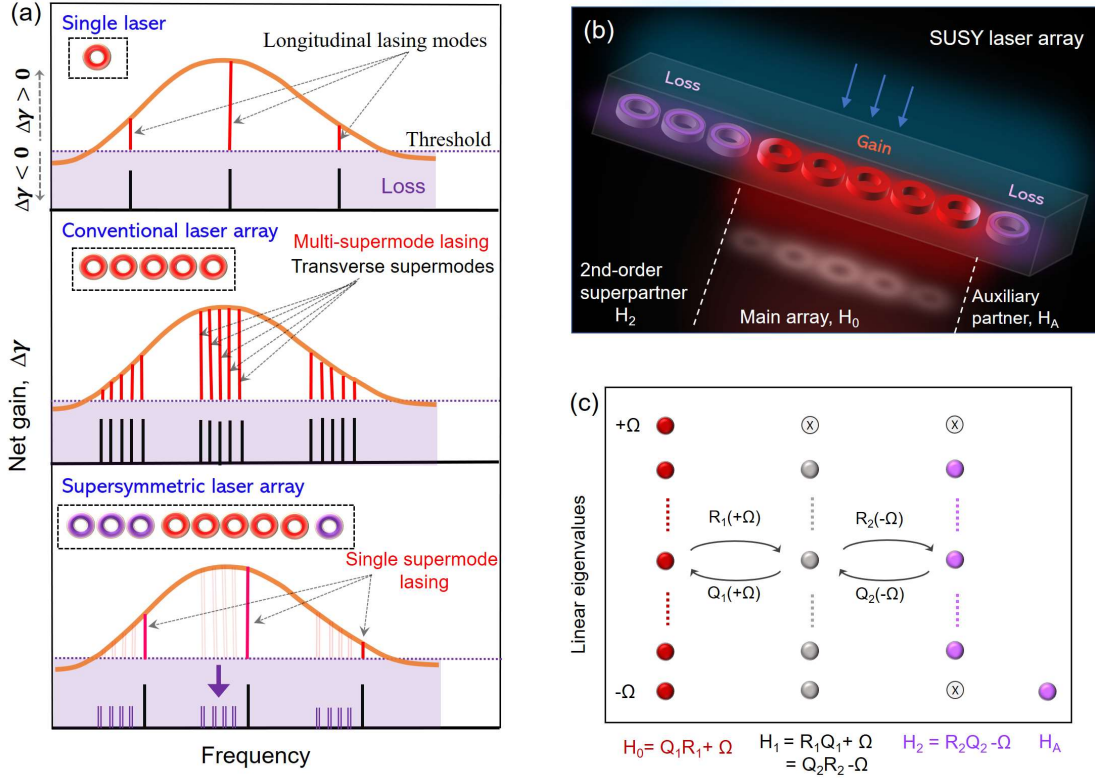 (a)
Single laser
Longitudinal lasing modes
Δγ > 0
Δγ < 0
Threshold
Loss
Conventional laser array
Multi-supermode lasing
Transverse supermodes
Net gain, Δγ
Supersymmetric laser array
Single supermode
lasing
Frequency
(b)
SUSY laser array
Loss
Gain
Loss
2nd-order
superpartner
H₂
Main array, H₀
Auxiliary
partner, H_A
(c)
Linear eigenvalues
+Ω
X
X
R₁(+Ω)
R₂(-Ω)
Q₁(+Ω)
Q₂(-Ω)
-Ω
X
H₀= Q₁R₁+ Ω
H₁ = R₁Q₁+ Ω
= Q₂R₂ -Ω
H₂ = R₂Q₂ -Ω
H_A